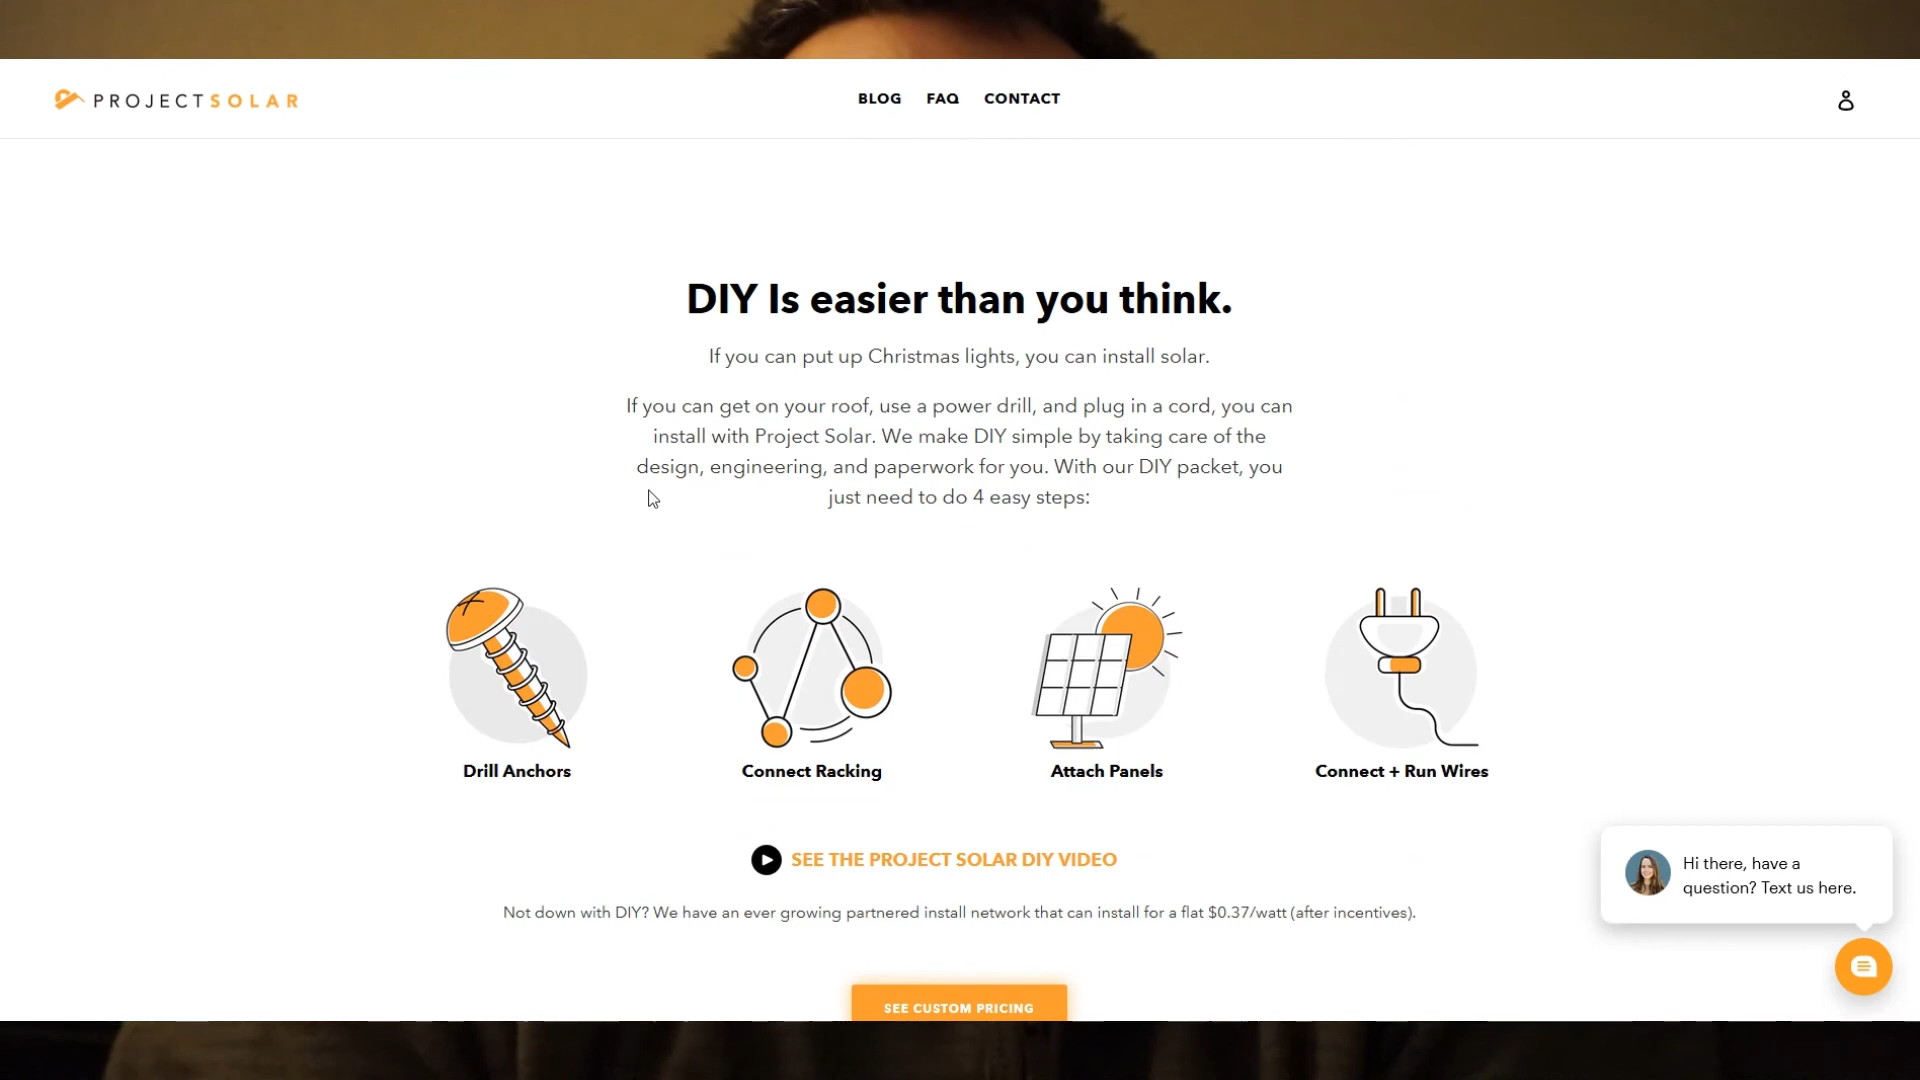 PROJECTSOLAR
BLOG FAQ CONTACT
DIY Is easier than you think.
If you can put up Christmas lights, you can install solar.
If you can get on your roof, use a power drill, and plug in a cord, you can
install with Project Solar. We make DIY simple by taking care of the
design, engineering, and paperwork for you. With our DIY packet, you
just need to do 4 easy steps:
Drill Anchors
Connect Racking
Attach Panels
Connect + Run Wires
SEE THE PROJECT SOLAR DIY VIDEO
Not down with DIY? We have an ever growing partnered install network that can install for a flat $0.37/watt (after incentives).
SEE CUSTOM PRICING
Hi there, have a
question? Text us here.